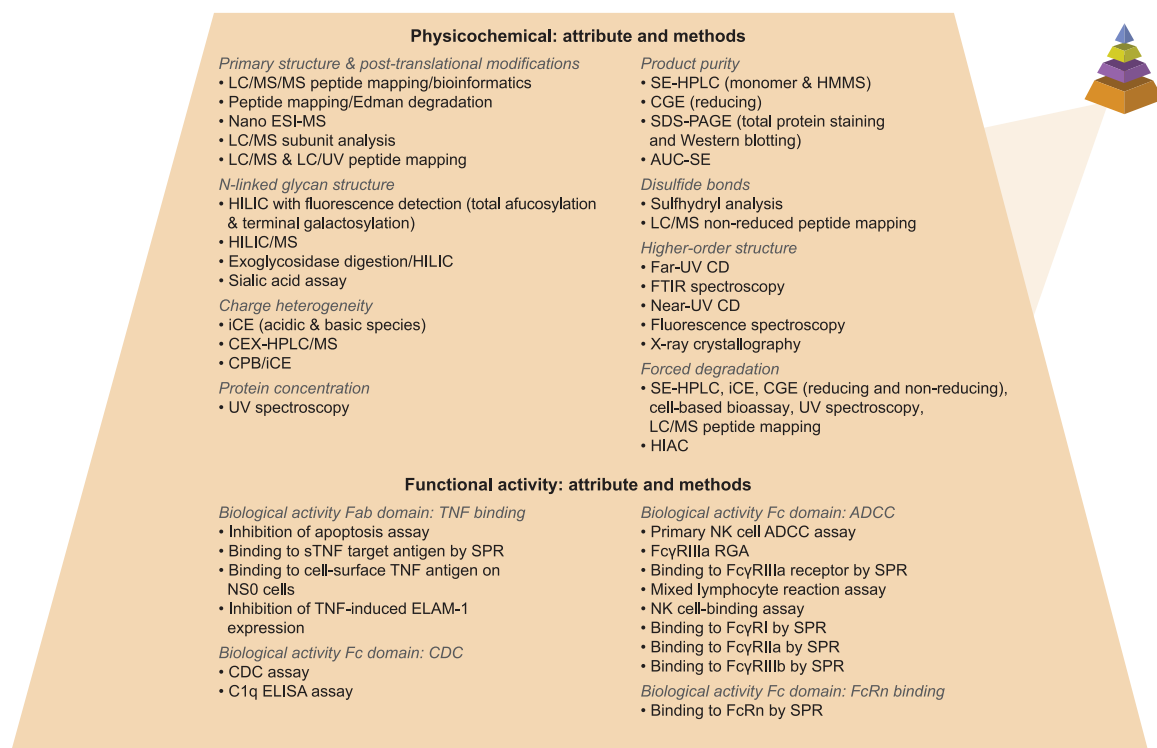 Physicochemical: attribute and methods
Primary structure & post-translational modifications
• LC/MS/MS peptide mapping/bioinformatics
• Peptide mapping/Edman degradation
• Nano ESI-MS
• LC/MS subunit analysis
• LC/MS & LC/UV peptide mapping
N-linked glycan structure
• HILIC with fluorescence detection (total afucosylation
& terminal galactosylation)
• HILIC/MS
• Exoglycosidase digestion/HILIC
• Sialic acid assay
Charge heterogeneity
• iCE (acidic & basic species)
• CEX-HPLC/MS
• CPB/iCE
Protein concentration
• UV spectroscopy
Product purity
• SE-HPLC (monomer & HMMS)
• CGE (reducing)
• SDS-PAGE (total protein staining
and Western blotting)
• AUC-SE
Disulfide bonds
• Sulfhydryl analysis
• LC/MS non-reduced peptide mapping
Higher-order structure
• Far-UV CD
• FTIR spectroscopy
• Near-UV CD
• Fluorescence spectroscopy
• X-ray crystallography
Forced degradation
• SE-HPLC, iCE, CGE (reducing and non-reducing),
cell-based bioassay, UV spectroscopy,
LC/MS peptide mapping
• HIAC
Functional activity: attribute and methods
Biological activity Fab domain: TNF binding
• Inhibition of apoptosis assay
• Binding to sTNF target antigen by SPR
• Binding to cell-surface TNF antigen on
NS0 cells
• Inhibition of TNF-induced ELAM-1
expression
Biological activity Fc domain: CDC
• CDC assay
• C1q ELISA assay
Biological activity Fc domain: ADCC
• Primary NK cell ADCC assay
• FcγRIIIa RGA
• Binding to FcγRIIIa receptor by SPR
• Mixed lymphocyte reaction assay
• NK cell-binding assay
• Binding to FcγRI by SPR
• Binding to FcγRIIa by SPR
• Binding to FcγRIIIb by SPR
Biological activity Fc domain: FcRn binding
• Binding to FcRn by SPR